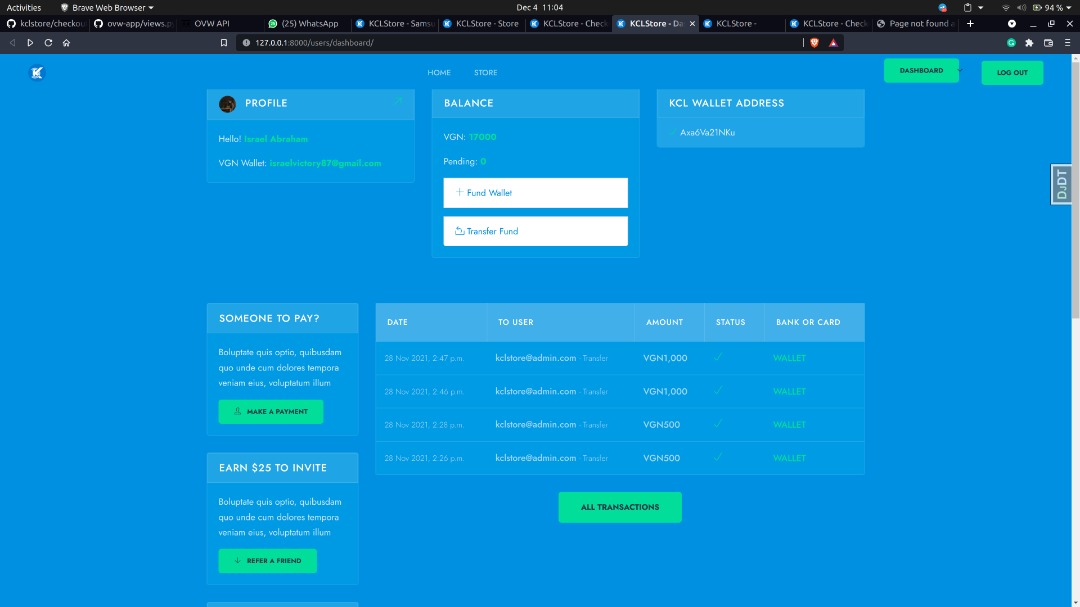 Activities Brave Web Browser Dec 4 11:04 94 %
kclstore/checkou ovw-app/views.p OVW API (25) WhatsApp KCLStore - Sams KCLStore - Store KCLStore - Check KCLStore - Da KCLStore - KCLStore - Check Page not found a
127.0.0.1:8000/users/dashboard/
HOME STORE DASHBOARD LOG OUT
PROFILE
Hello! Israel Abraham
VGN Wallet: israelvictory87@gmail.com
BALANCE
VGN: 17000
Pending: 0
Fund Wallet
Transfer Fund
KCL WALLET ADDRESS
Axa6Va21NKu
DjDT
SOMEONE TO PAY?
Boluptate quis optio, quibusdam
quo unde cum dolores tempora
veniam eius, voluptatum illum
MAKE A PAYMENT
EARN $25 TO INVITE
Boluptate quis optio, quibusdam
quo unde cum dolores tempora
veniam eius, voluptatum illum
REFER A FRIEND
DATE TO USER AMOUNT STATUS BANK OR CARD
28 Nov 2021, 2:47 p.m. kclstore@admin.com - Transfer VGN1,000 WALLET
28 Nov 2021, 2:46 p.m. kclstore@admin.com - Transfer VGN1,000 WALLET
28 Nov 2021, 2:28 p.m. kclstore@admin.com - Transfer VGN500 WALLET
28 Nov 2021, 2:26 p.m. kclstore@admin.com - Transfer VGN500 WALLET
ALL TRANSACTIONS